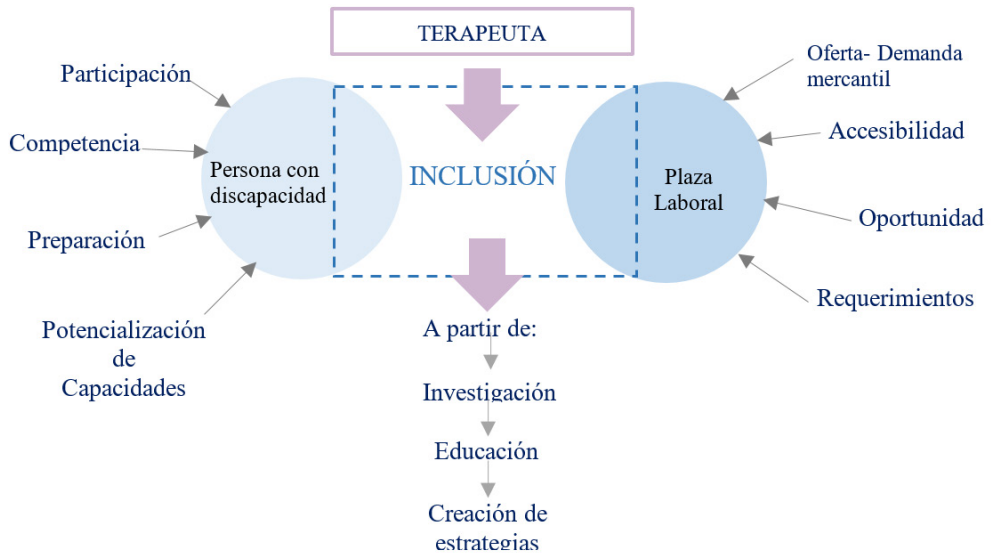 TERAPEUTA
Participación
Competencia
Preparación
Potencialización
de
Capacidades
Persona con
discapacidad
INCLUSIÓN
Plaza
Laboral
Oferta- Demanda
mercantil
Accesibilidad
Oportunidad
Requerimientos
A partir de:
Investigación
Educación
Creación de
estrategias